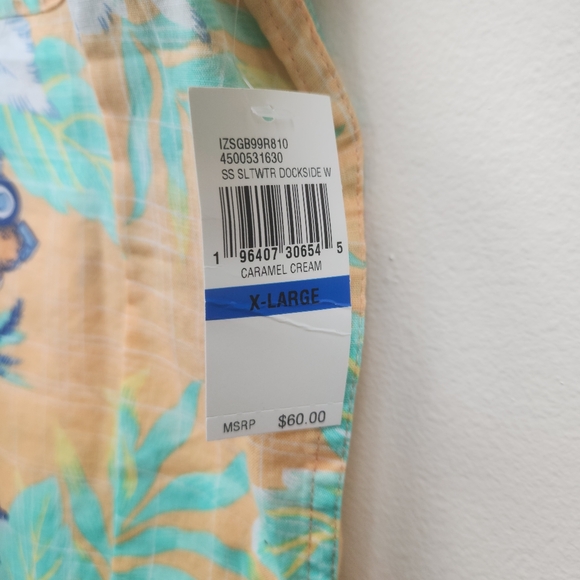 IZSGB99R810
4500531630
SS SLTWTR DOCKSIDE W
1 96407 30654 5
CARAMEL CREAM
X-LARGE
MSRP $60.00